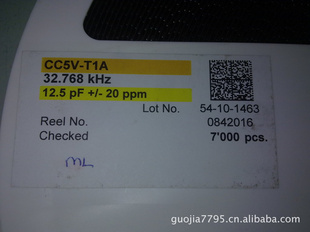 CC5V-T1A
32.768 kHz
12.5 pF +/- 20 ppm
Lot No. 54-10-1463
Reel No. 0842016
Checked 7'000 pcs.
ML
guojia7795.cn.alibaba.com